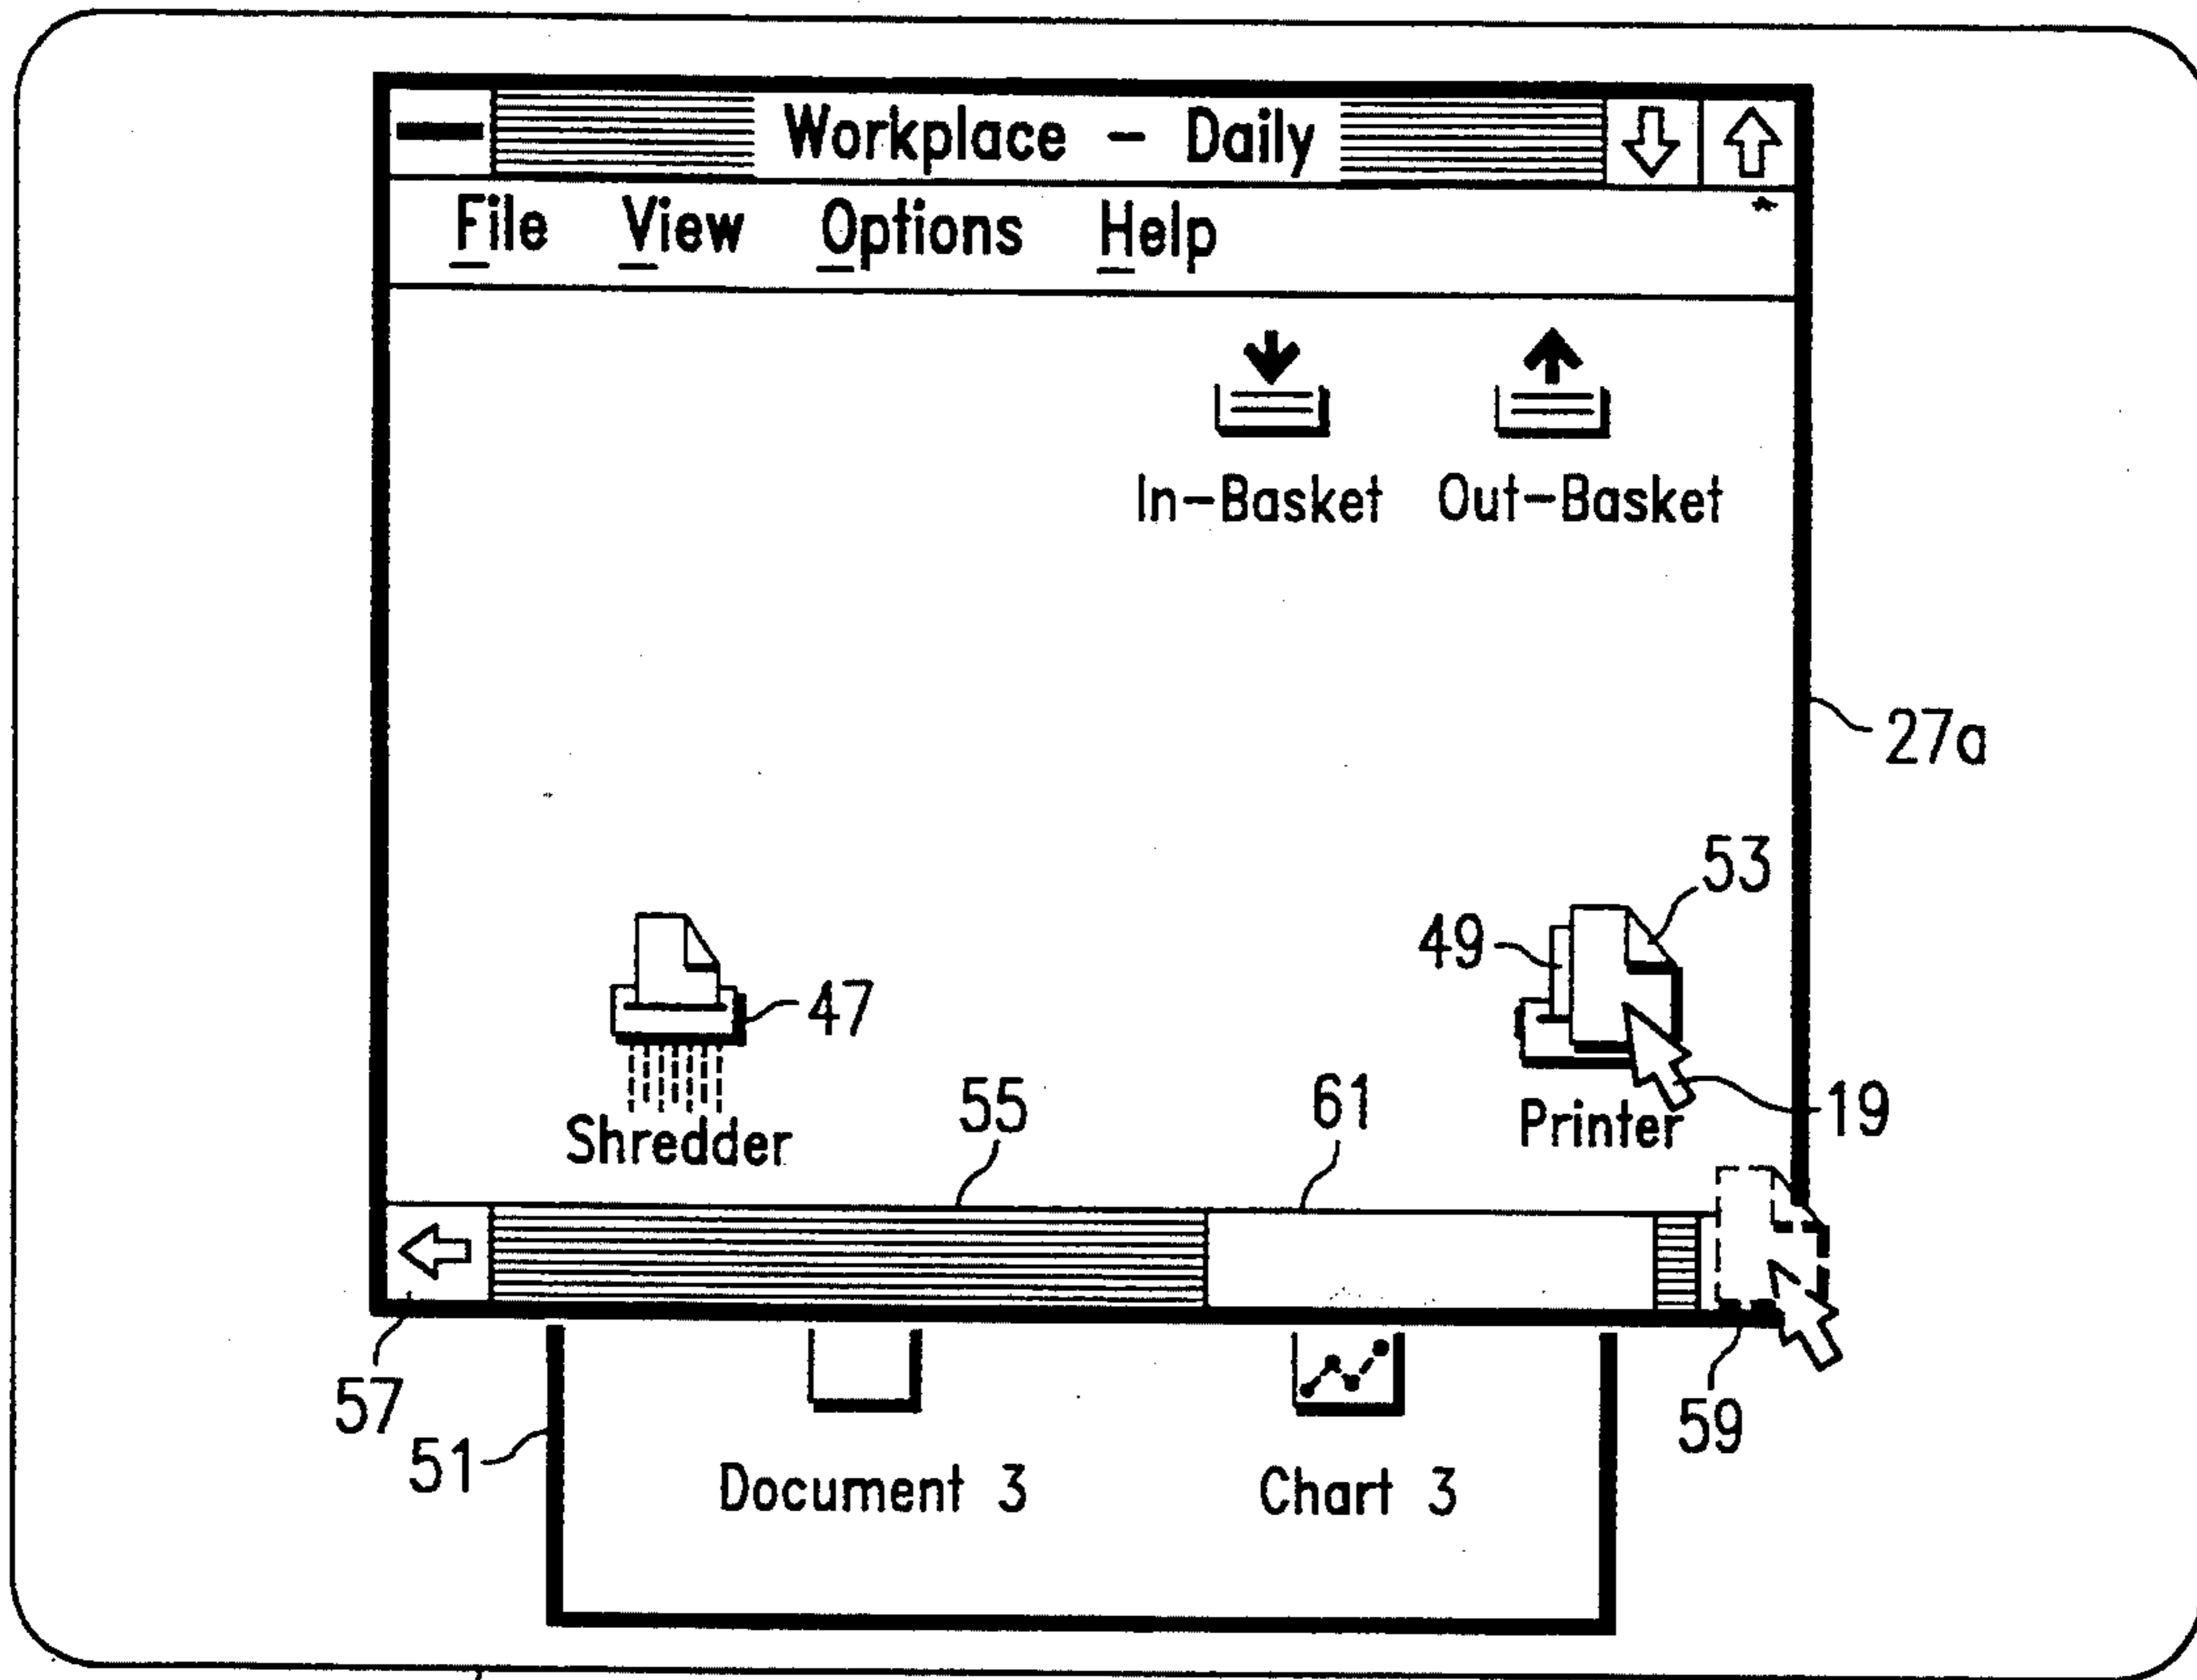 Workplace - Daily
File View Options Help
*
In-Basket Out-Basket
27a
53
49
47
55
61
19
Shredder
Printer
57
59
51
Document 3 Chart 3